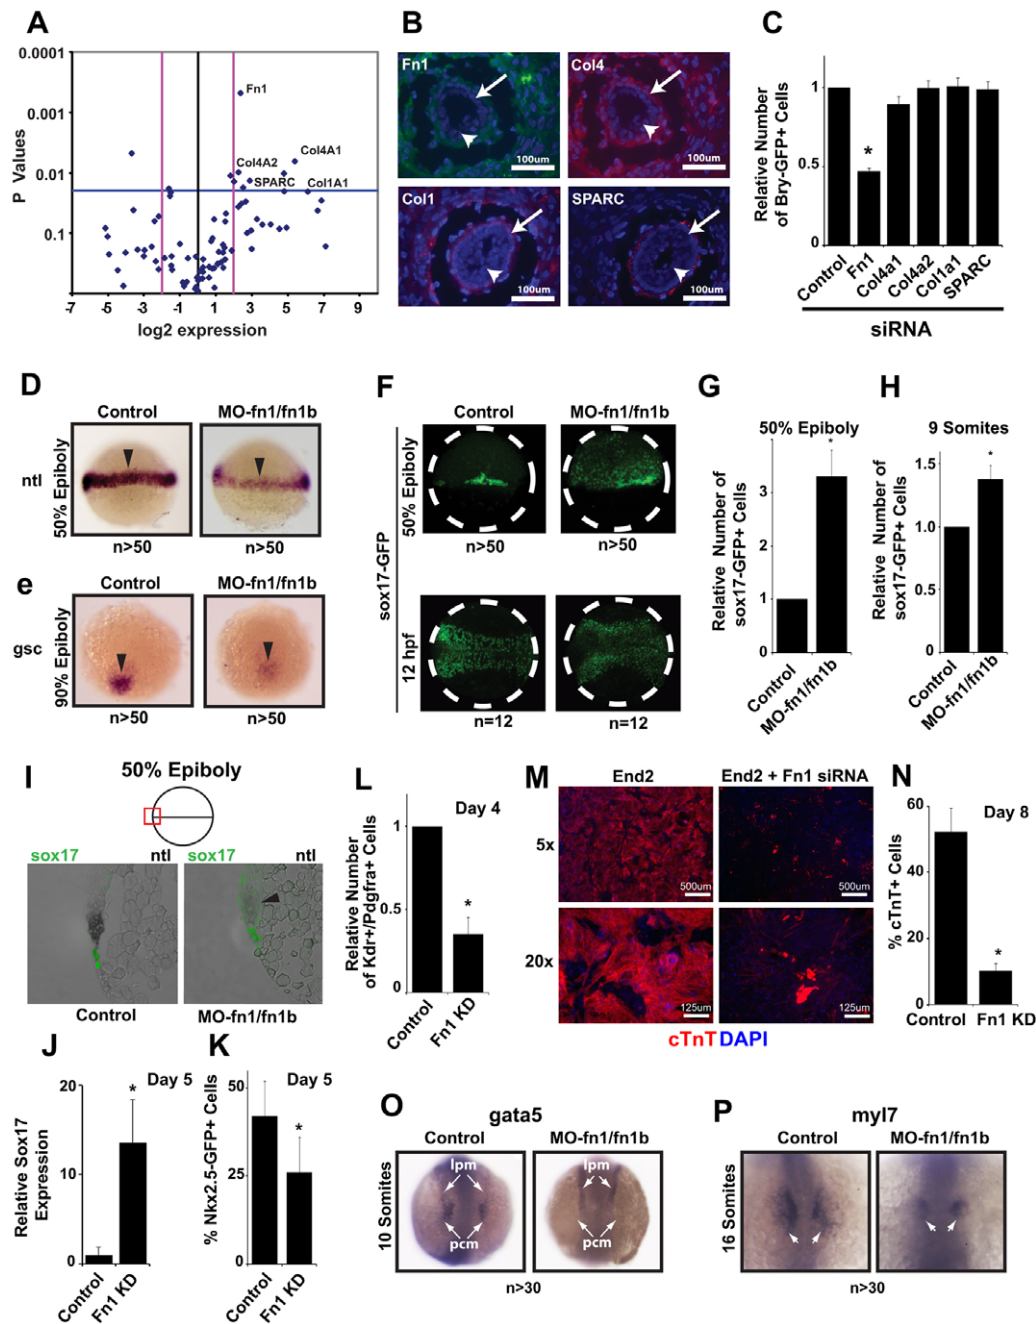 A
P Values
0.0001
0.001
0.01
0.1
Fn1
Col4A1
Col4A2
SPARC
Col1A1
-7 -5 -3 -1 1 3 5 7 9
log2 expression
B
Fn1
100um
Col4
100um
Col1
100um
SPARC
100um
C
Relative Number
of Bry-GFP+ Cells
1
0.5
0
*
Control
Fn1
Col4a1
Col4a2
Col1a1
SPARC
siRNA
D
Control MO-fn1/fn1b
ntl
50% Epiboly
n>50 n>50
e
Control MO-fn1/fn1b
gsc
90% Epiboly
n>50 n>50
F
Control MO-fn1/fn1b
sox17-GFP
50% Epiboly
n>50 n>50
12 hpf
n=12 n=12
G
50% Epiboly
Relative Number of
sox17-GFP+ Cells
3
2
1
0
*
Control
MO-fn1/fn1b
H
9 Somites
Relative Number of
sox17-GFP+ Cells
1.5
1.0
0.5
0
*
Control
MO-fn1/fn1b
I
50% Epiboly
sox17 ntl
sox17 ntl
Control MO-fn1/fn1b
J
Day 5
Relative Sox17
Expression
20
10
0
*
Control
Fn1 KD
K
Day 5
% Nkx2.5-GFP+ Cells
50
25
0
*
Control
Fn1 KD
L
Day 4
Relative Number
of Kdr+/Pdgfra+ Cells
1
0.5
0
*
Control
Fn1 KD
M
End2 End2 + Fn1 siRNA
5x
500um 500um
20x
125um 125um
cTnT DAPI
N
Day 8
% cTnT+ Cells
60
40
20
0
*
Control Fn1 KD
O
gata5
Control MO-fn1/fn1b
10 Somites
lpm
pcm
lpm
pcm
n>30
P
myl7
Control MO-fn1/fn1b
16 Somites
n>30